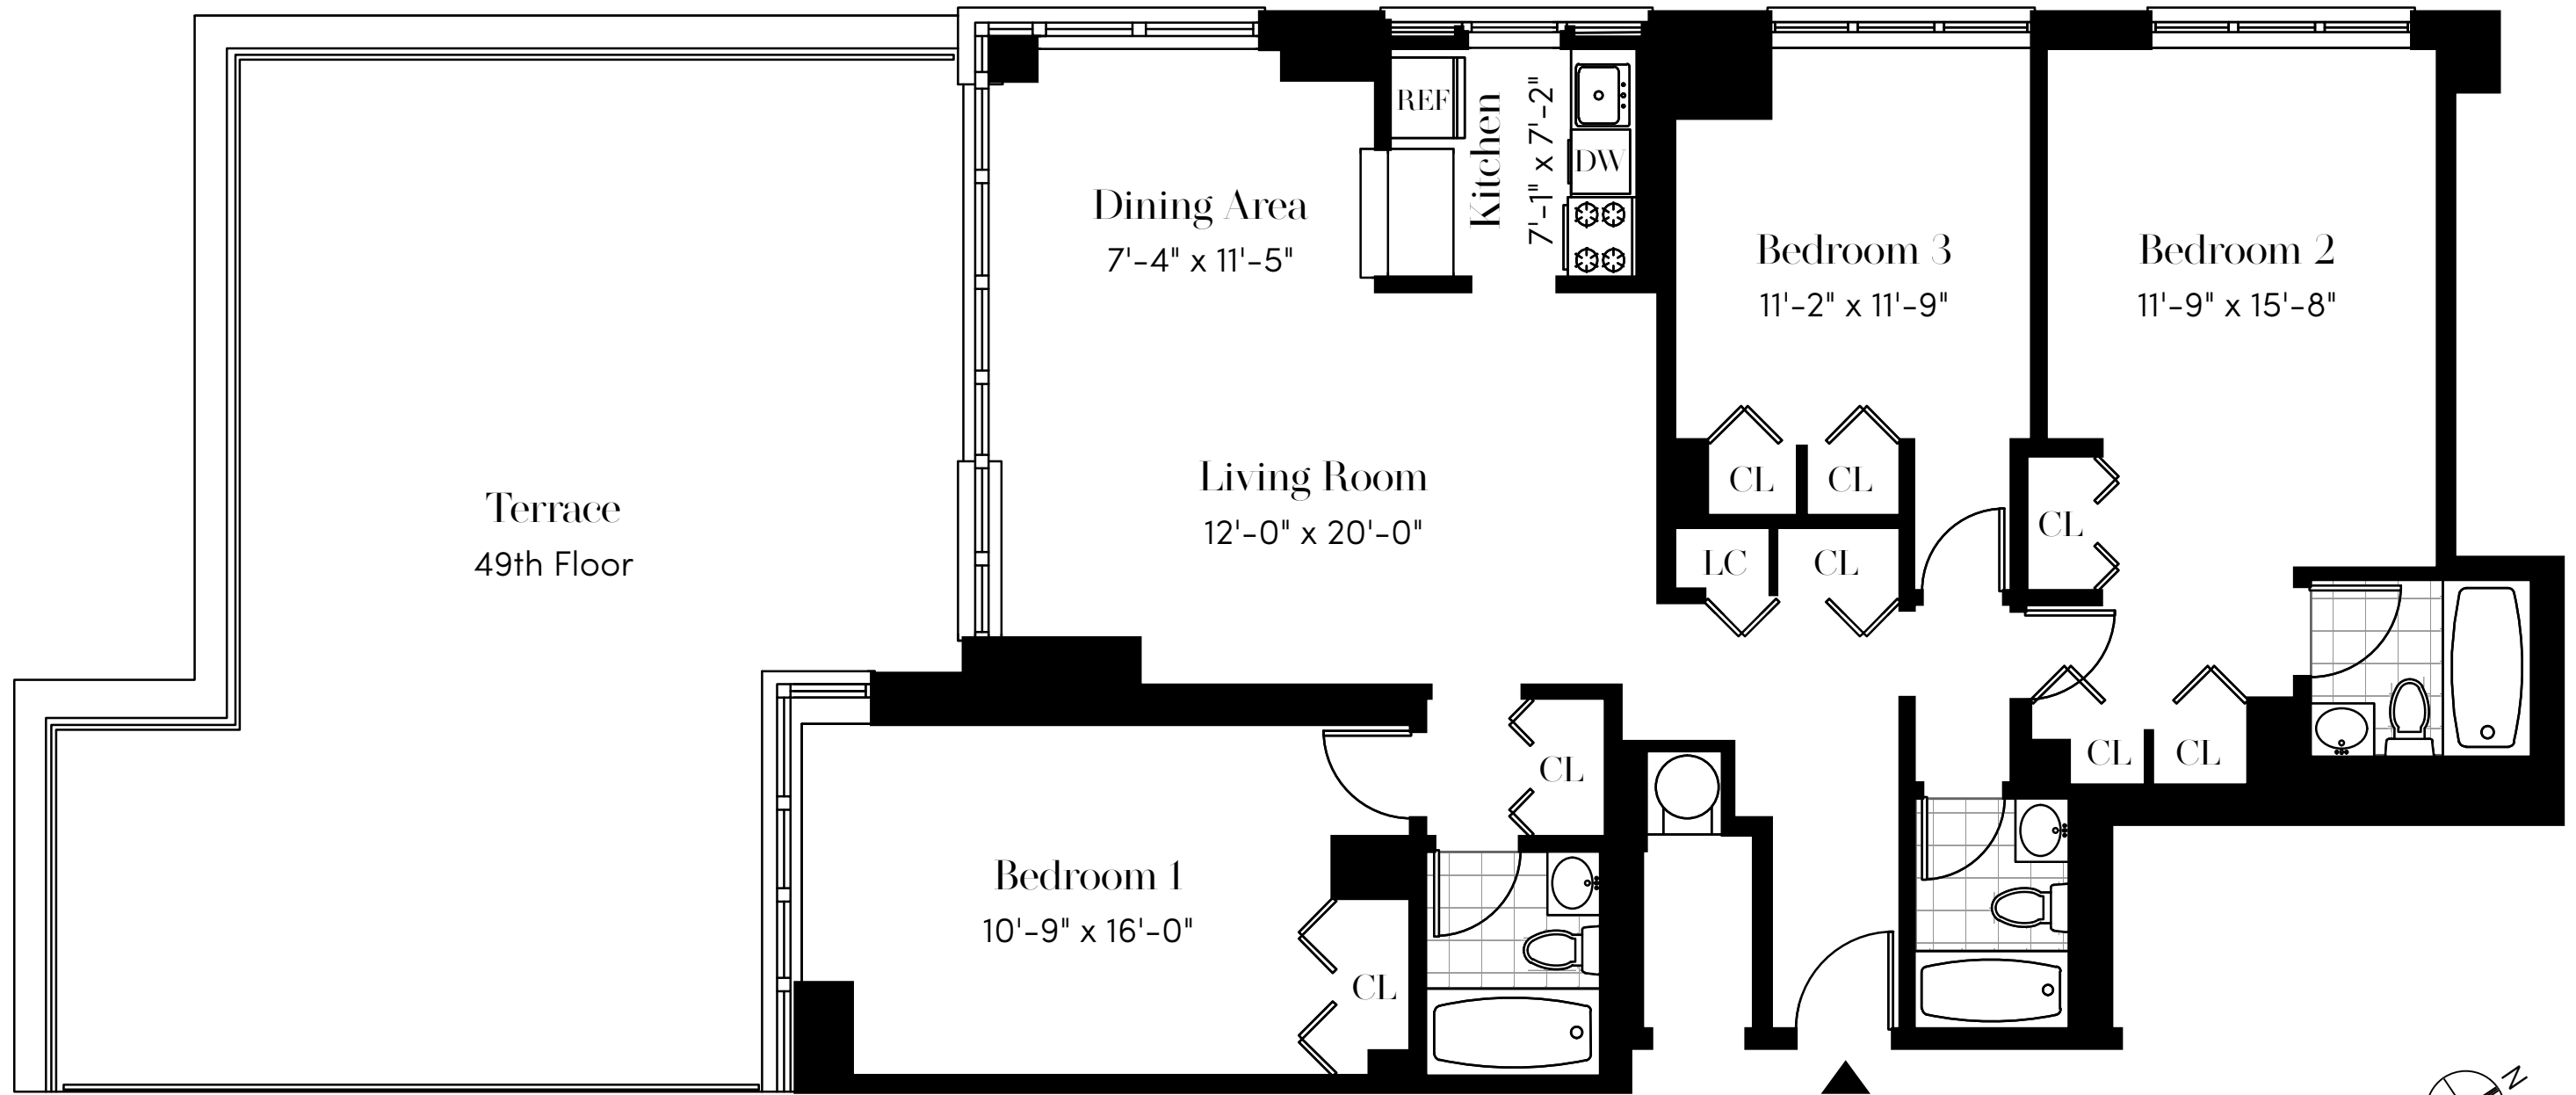 REF
Kitchen
7'-1" x 7'-2"
DW
Dining Area
7'-4" x 11'-5"
Bedroom 3
11'-2" x 11'-9"
Bedroom 2
11'-9" x 15'-8"
Terrace
49th Floor
Living Room
12'-0" x 20'-0"
CL
CL
CL
LC
CL
CL
CL
CL
Bedroom 1
10'-9" x 16'-0"
CL
N